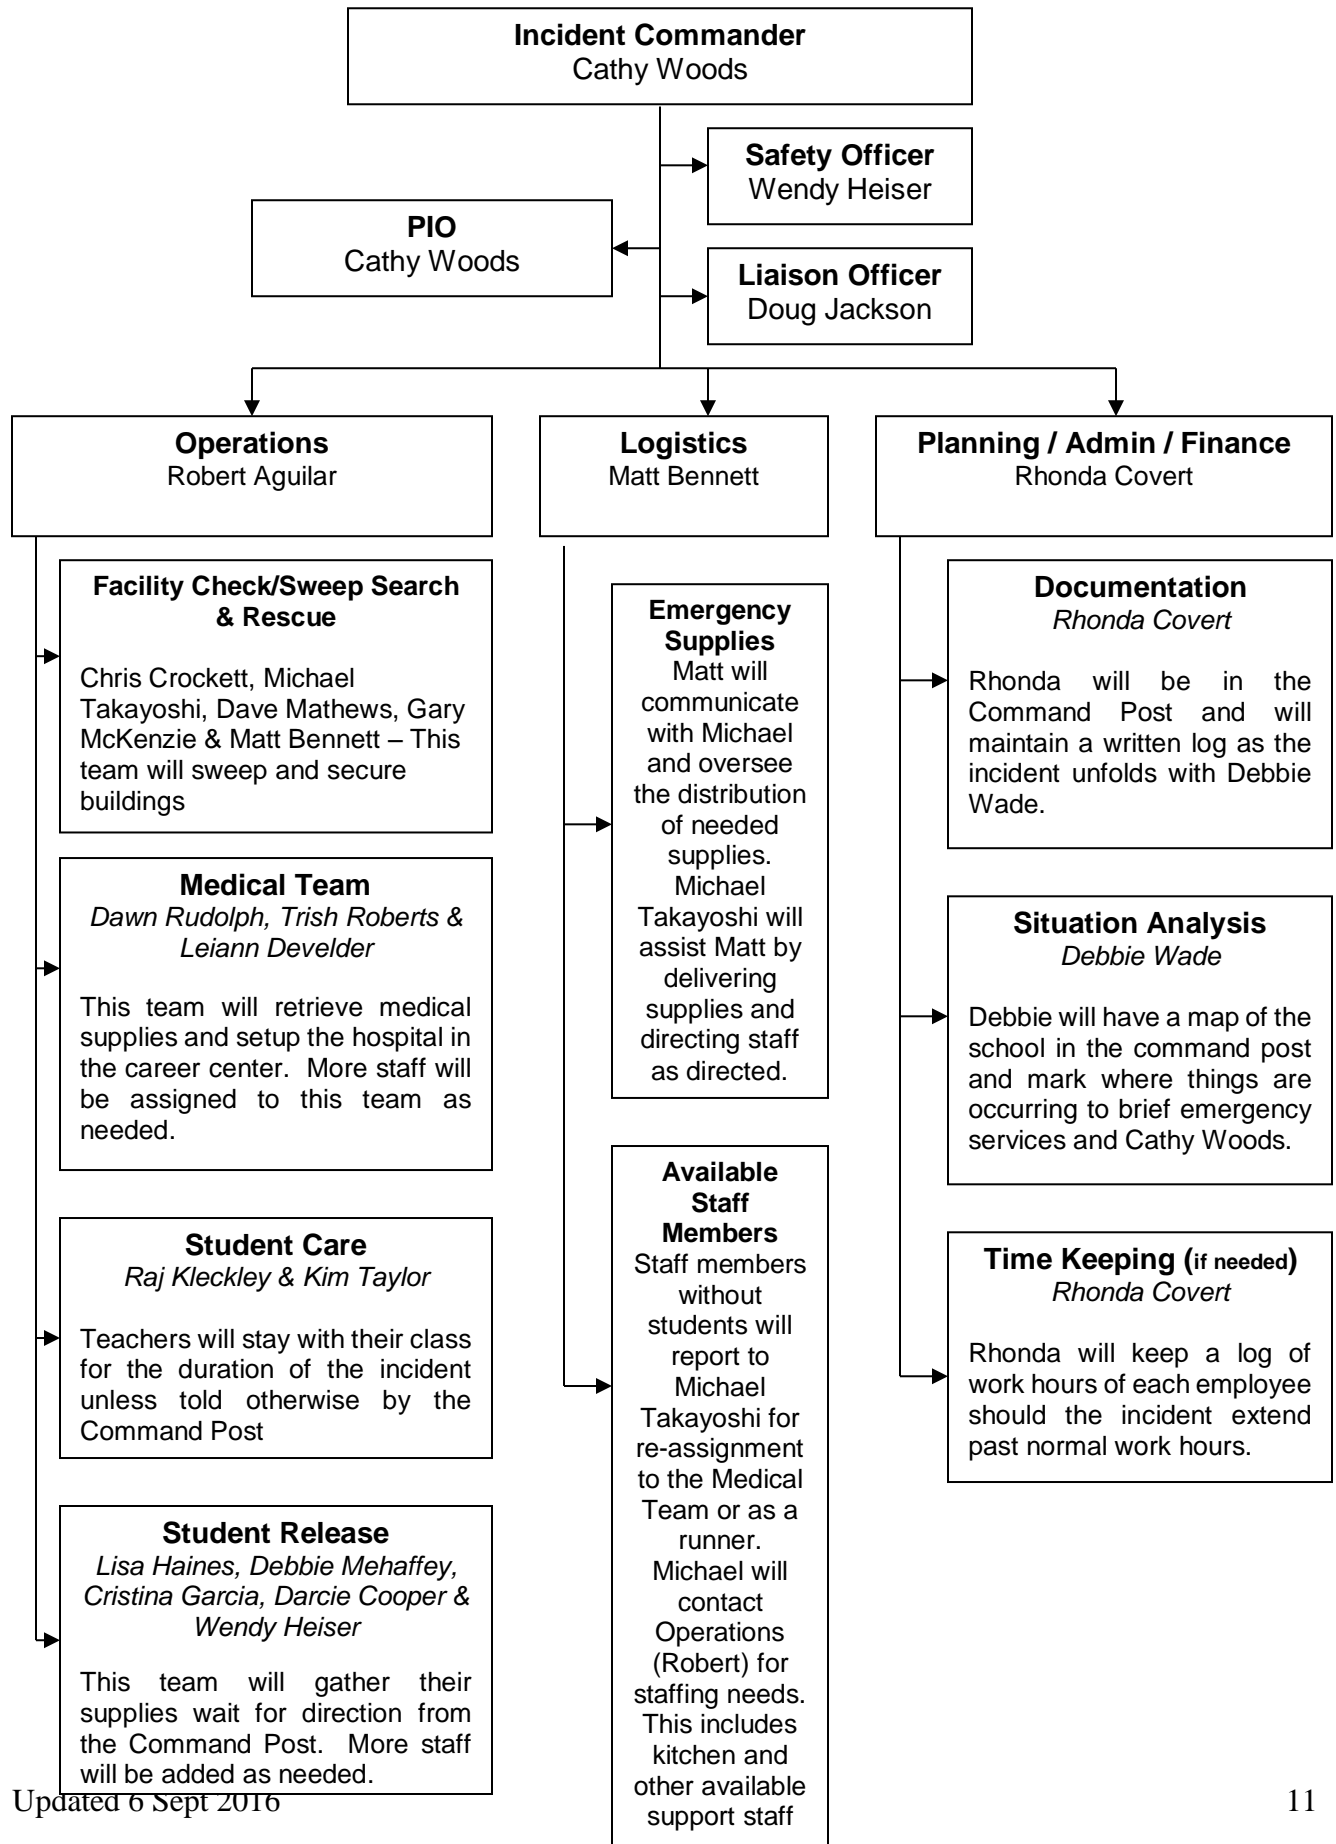 Incident Commander
Cathy Woods
Safety Officer
Wendy Heiser
PIO
Cathy Woods
Liaison Officer
Doug Jackson
Operations
Robert Aguilar
Facility Check/Sweep Search
& Rescue
Chris Crockett, Michael
Takayoshi, Dave Mathews, Gary
McKenzie & Matt Bennett – This
team will sweep and secure
buildings
Medical Team
Dawn Rudolph, Trish Roberts &
Leiann Develder
This team will retrieve medical
supplies and setup the hospital in
the career center. More staff will
be assigned to this team as
needed.
Student Care
Raj Kleckley & Kim Taylor
Teachers will stay with their class
for the duration of the incident
unless told otherwise by the
Command Post
Student Release
Lisa Haines, Debbie Mehaffey,
Cristina Garcia, Darcie Cooper &
Wendy Heiser
This team will gather their
supplies wait for direction from
the Command Post. More staff
will be added as needed.
Logistics
Matt Bennett
Emergency
Supplies
Matt will
communicate
with Michael
and oversee
the distribution
of needed
supplies.
Michael
Takayoshi will
assist Matt by
delivering
supplies and
directing staff
as directed.
Available
Staff
Members
Staff members
without
students will
report to
Michael
Takayoshi for
re-assignment
to the Medical
Team or as a
runner.
Michael will
contact
Operations
(Robert) for
staffing needs.
This includes
kitchen and
other available
support staff
Planning / Admin / Finance
Rhonda Covert
Documentation
Rhonda Covert
Rhonda will be in the
Command Post and will
maintain a written log as the
incident unfolds with Debbie
Wade.
Situation Analysis
Debbie Wade
Debbie will have a map of the
school in the command post
and mark where things are
occurring to brief emergency
services and Cathy Woods.
Time Keeping (if needed)
Rhonda Covert
Rhonda will keep a log of
work hours of each employee
should the incident extend
past normal work hours.
Updated 6 Sept 2016
11